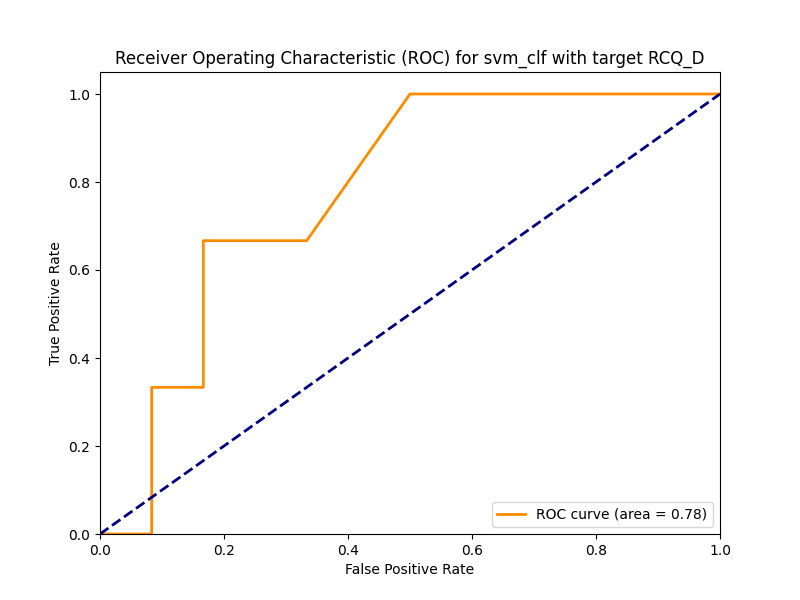 Receiver Operating Characteristic (ROC) for svm_clf with target RCQ_D
True Positive Rate
1.0
0.8
0.6
0.4
0.2
0.0
0.0 0.2 0.4 0.6 0.8 1.0
False Positive Rate
ROC curve (area = 0.78)